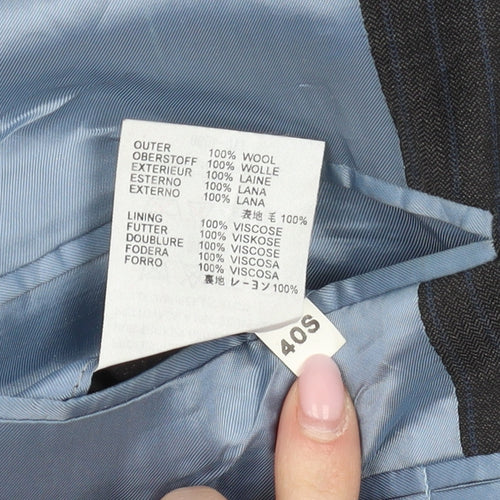 OUTER 100% WOOL
OBERSTOFF 100% WOLLE
EXTERIEUR 100% LAINE
ESTERNO 100% LANA
EXTERNO 100% LANA
表地 毛 100%
LINING 100% VISCOSE
FUTTER 100% VISKOSE
DOUBLURE 100% VISCOSE
FODERA 100% VISCOSA
FORRO 100% VISCOSA
裏地 レーヨン 100%
40S